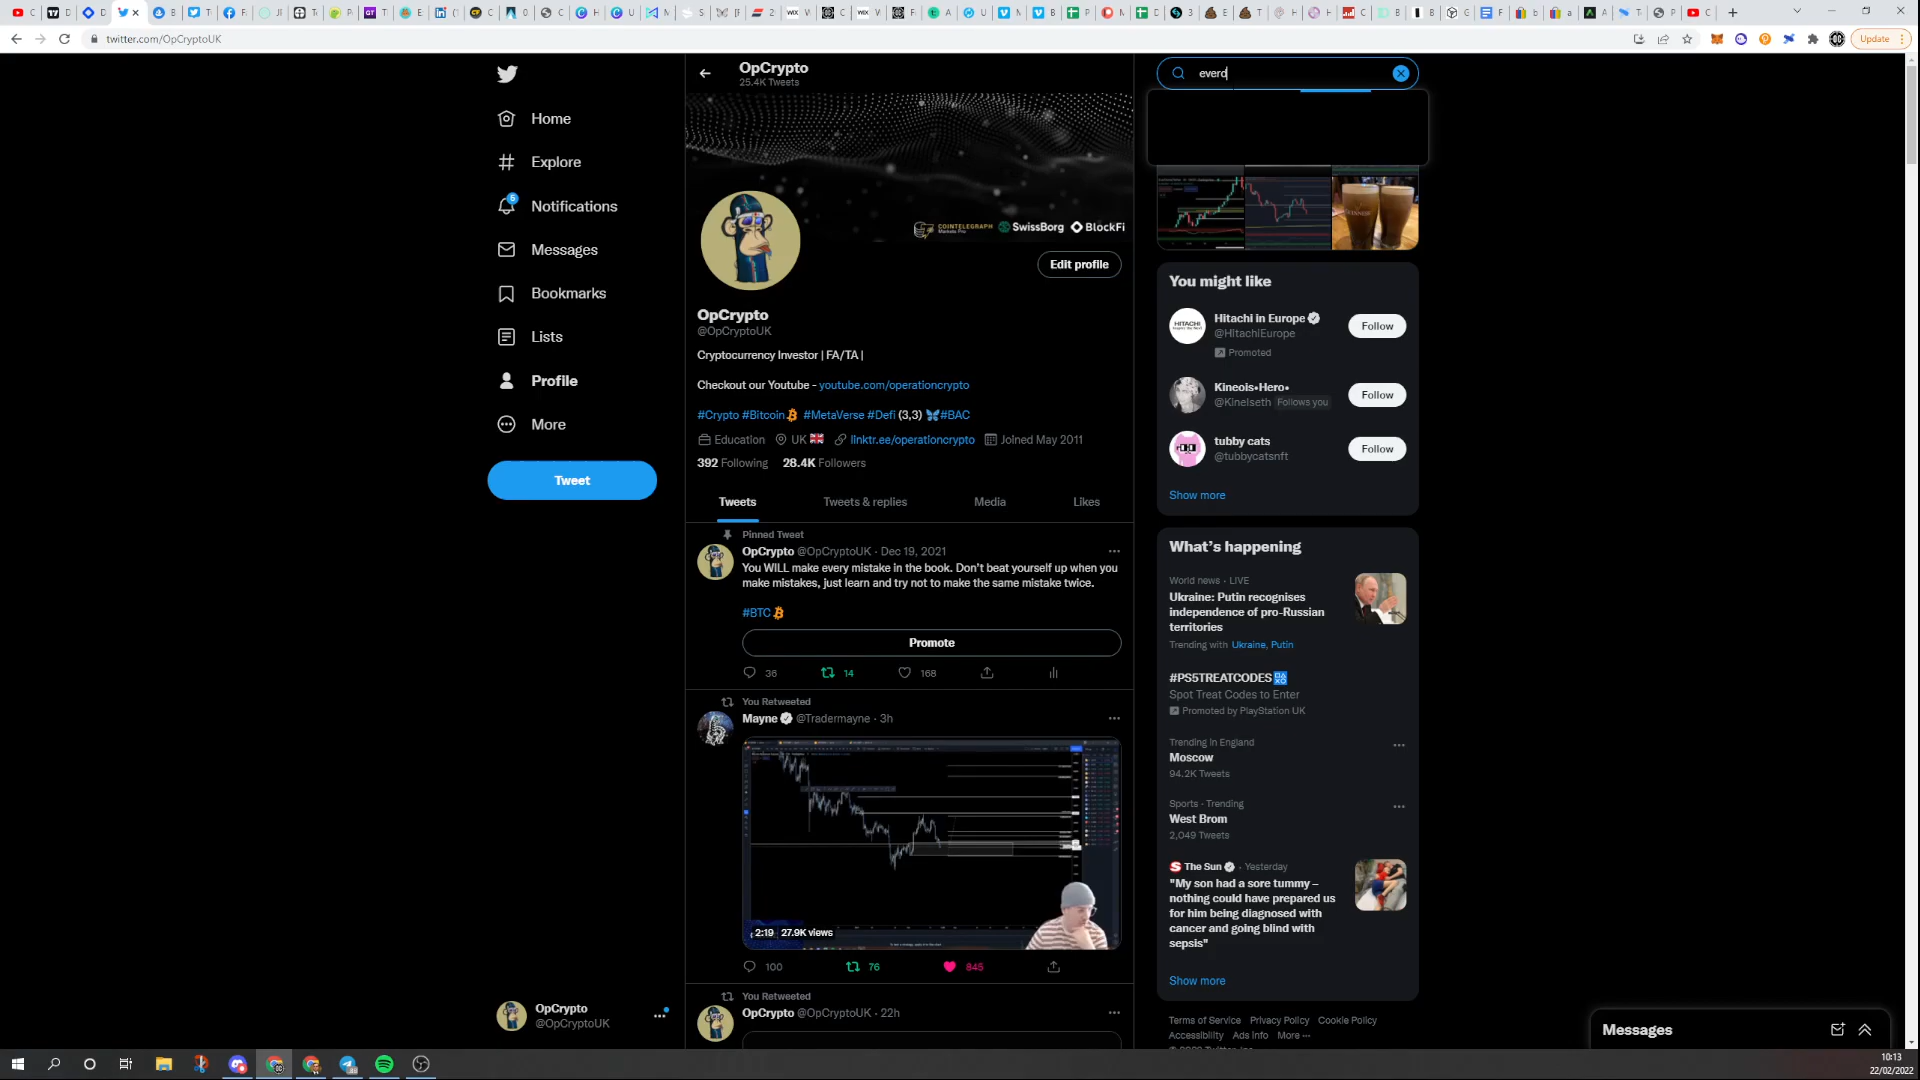 twitter.com/OpCryptoUK
Update
OpCrypto
25.4K Tweets
everd
Home
Explore
5
Notifications
Messages
Bookmarks
Lists
Profile
More
Tweet
COINTELEGRAPH
Markets Pro
SwissBorg
BlockFi
Edit profile
OpCrypto
@OpCryptoUK
Cryptocurrency Investor | FA/TA |
Checkout our Youtube - youtube.com/operationcrypto
#Crypto #Bitcoin #MetaVerse #Defi (3,3) #BAC
Education UK linktr.ee/operationcrypto Joined May 2011
392 Following 28.4K Followers
Tweets Tweets & replies Media Likes
Pinned Tweet
OpCrypto @OpCryptoUK · Dec 19, 2021
You WILL make every mistake in the book. Don't beat yourself up when you
make mistakes, just learn and try not to make the same mistake twice.
#BTC
Promote
36 14 168
You Retweeted
Mayne @Tradermayne · 3h
2:19 27.9K views
100 76 845
You Retweeted
OpCrypto @OpCryptoUK · 22h
GUINNESS
You might like
HITACHI
Hitachi in Europe
@HitachiEurope
Promoted
Follow
Kineois•Hero•
@Kinelseth Follows you
Follow
tubby cats
@tubbycatsnft
Follow
Show more
What's happening
World news · LIVE
Ukraine: Putin recognises
independence of pro-Russian
territories
Trending with Ukraine, Putin
#PS5TREATCODES
Spot Treat Codes to Enter
Promoted by PlayStation UK
Trending in England
Moscow
94.2K Tweets
Sports · Trending
West Brom
2,049 Tweets
The Sun · Yesterday
"My son had a sore tummy –
nothing could have prepared us
for him being diagnosed with
cancer and going blind with
sepsis"
Show more
Terms of Service Privacy Policy Cookie Policy
Accessibility Ads info More ···
OpCrypto
@OpCryptoUK
Messages
10:13
22/02/2022